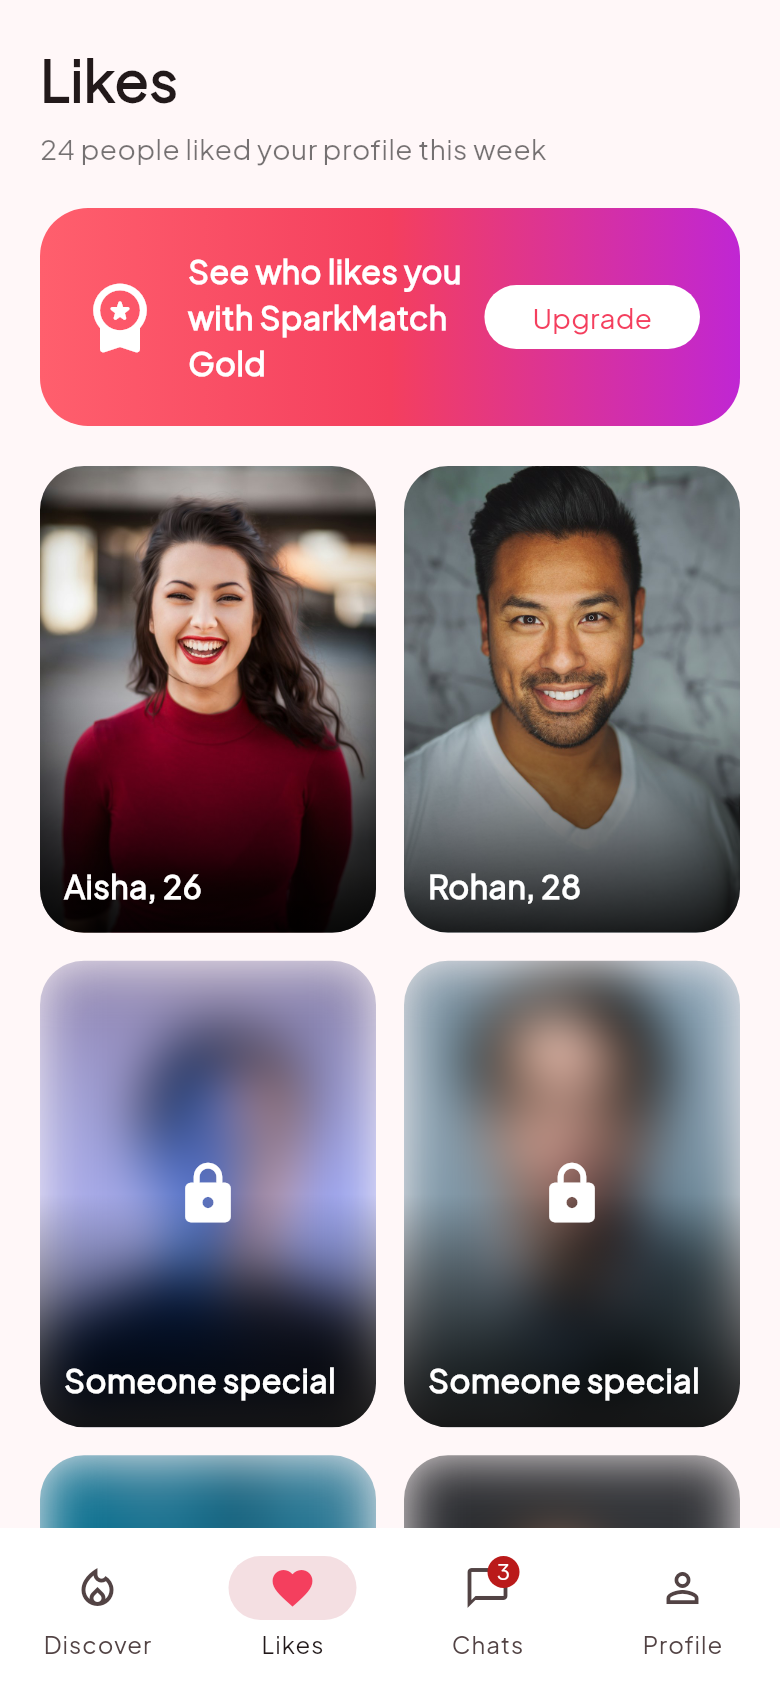 Likes
24 people liked your profile this week
See who likes you
with SparkMatch
Gold
Upgrade
Aisha, 26
Rohan, 28
Someone special
Someone special
3
Discover
Likes
Chats
Profile